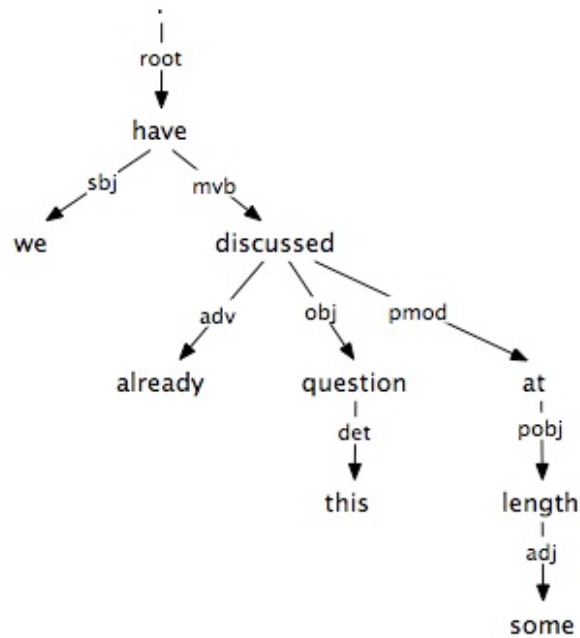 .
root
have
sbj mvb
we discussed
adv obj pmod
already question at
det pobj
this length
adj
some